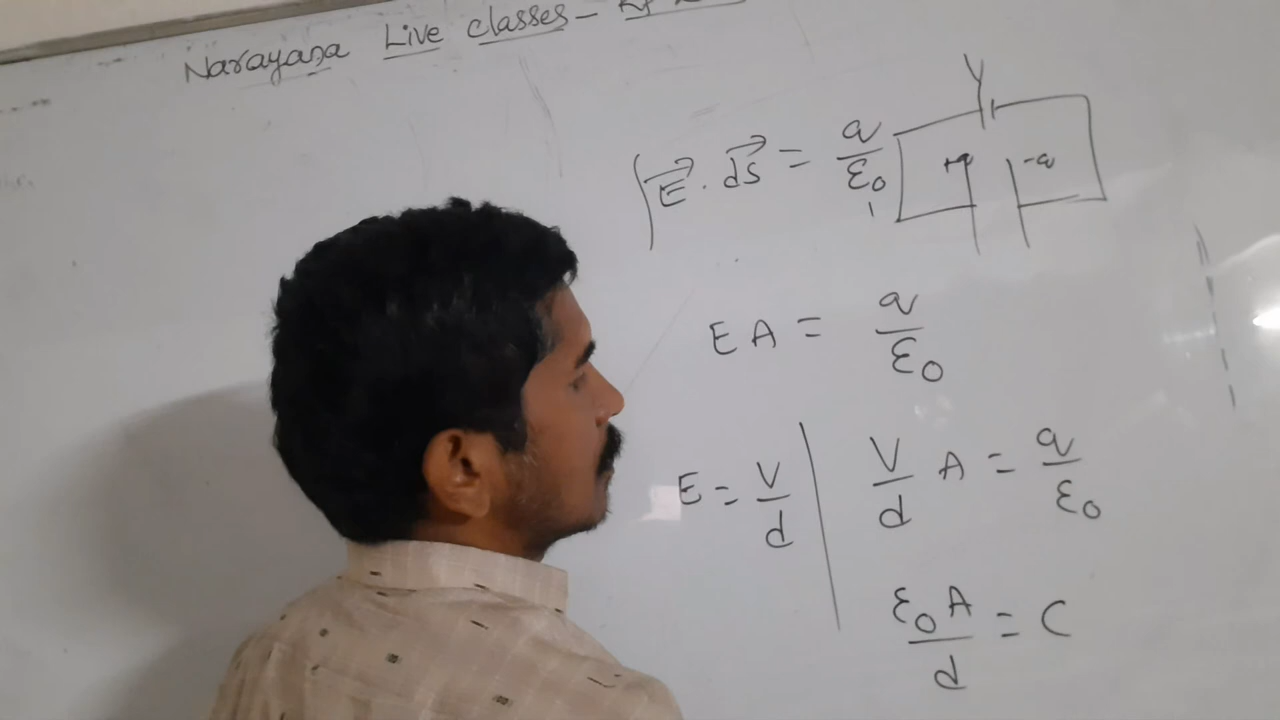 Narayana Live classes-
∫E⃗ . ds⃗ = q/ε₀
V
+q -q
EA = q/ε₀
E = V/d
V/d A = q/ε₀
ε₀A/d = C